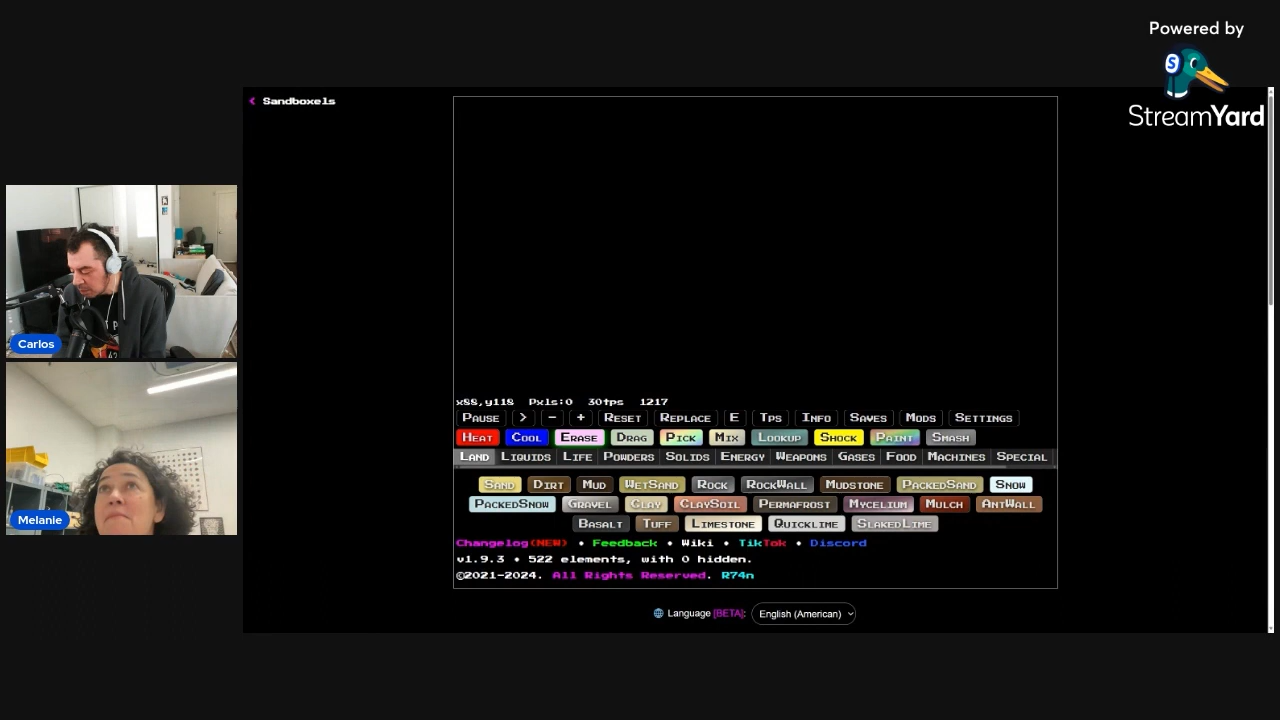 Powered by
StreamYard
Sandboxels
x88,y118 Pxls:0 30tps 1217
PAUSE > - + RESET REPLACE E TPS INFO SAVES MODS SETTINGS
HEAT COOL ERASE DRAG PICK MIX LOOKUP SHOCK PAINT SMASH
LAND LIQUIDS LIFE POWDERS SOLIDS ENERGY WEAPONS GASES FOOD MACHINES SPECIAL
SAND DIRT MUD WETSAND ROCK ROCKWALL MUDSTONE PACKEDSAND SNOW
PACKEDSNOW GRAVEL CLAY CLAYSOIL PERMAFROST MYCELIUM MULCH ANTWALL
BASALT TUFF LIMESTONE QUICKLIME SLAKEDLIME
Changelog(NEW) • Feedback • Wiki • TikTok • Discord
v1.9.3 • 522 elements, with 0 hidden.
©2021-2024. All Rights Reserved. R74n
Language [BETA]: English (American)
Carlos
Melanie